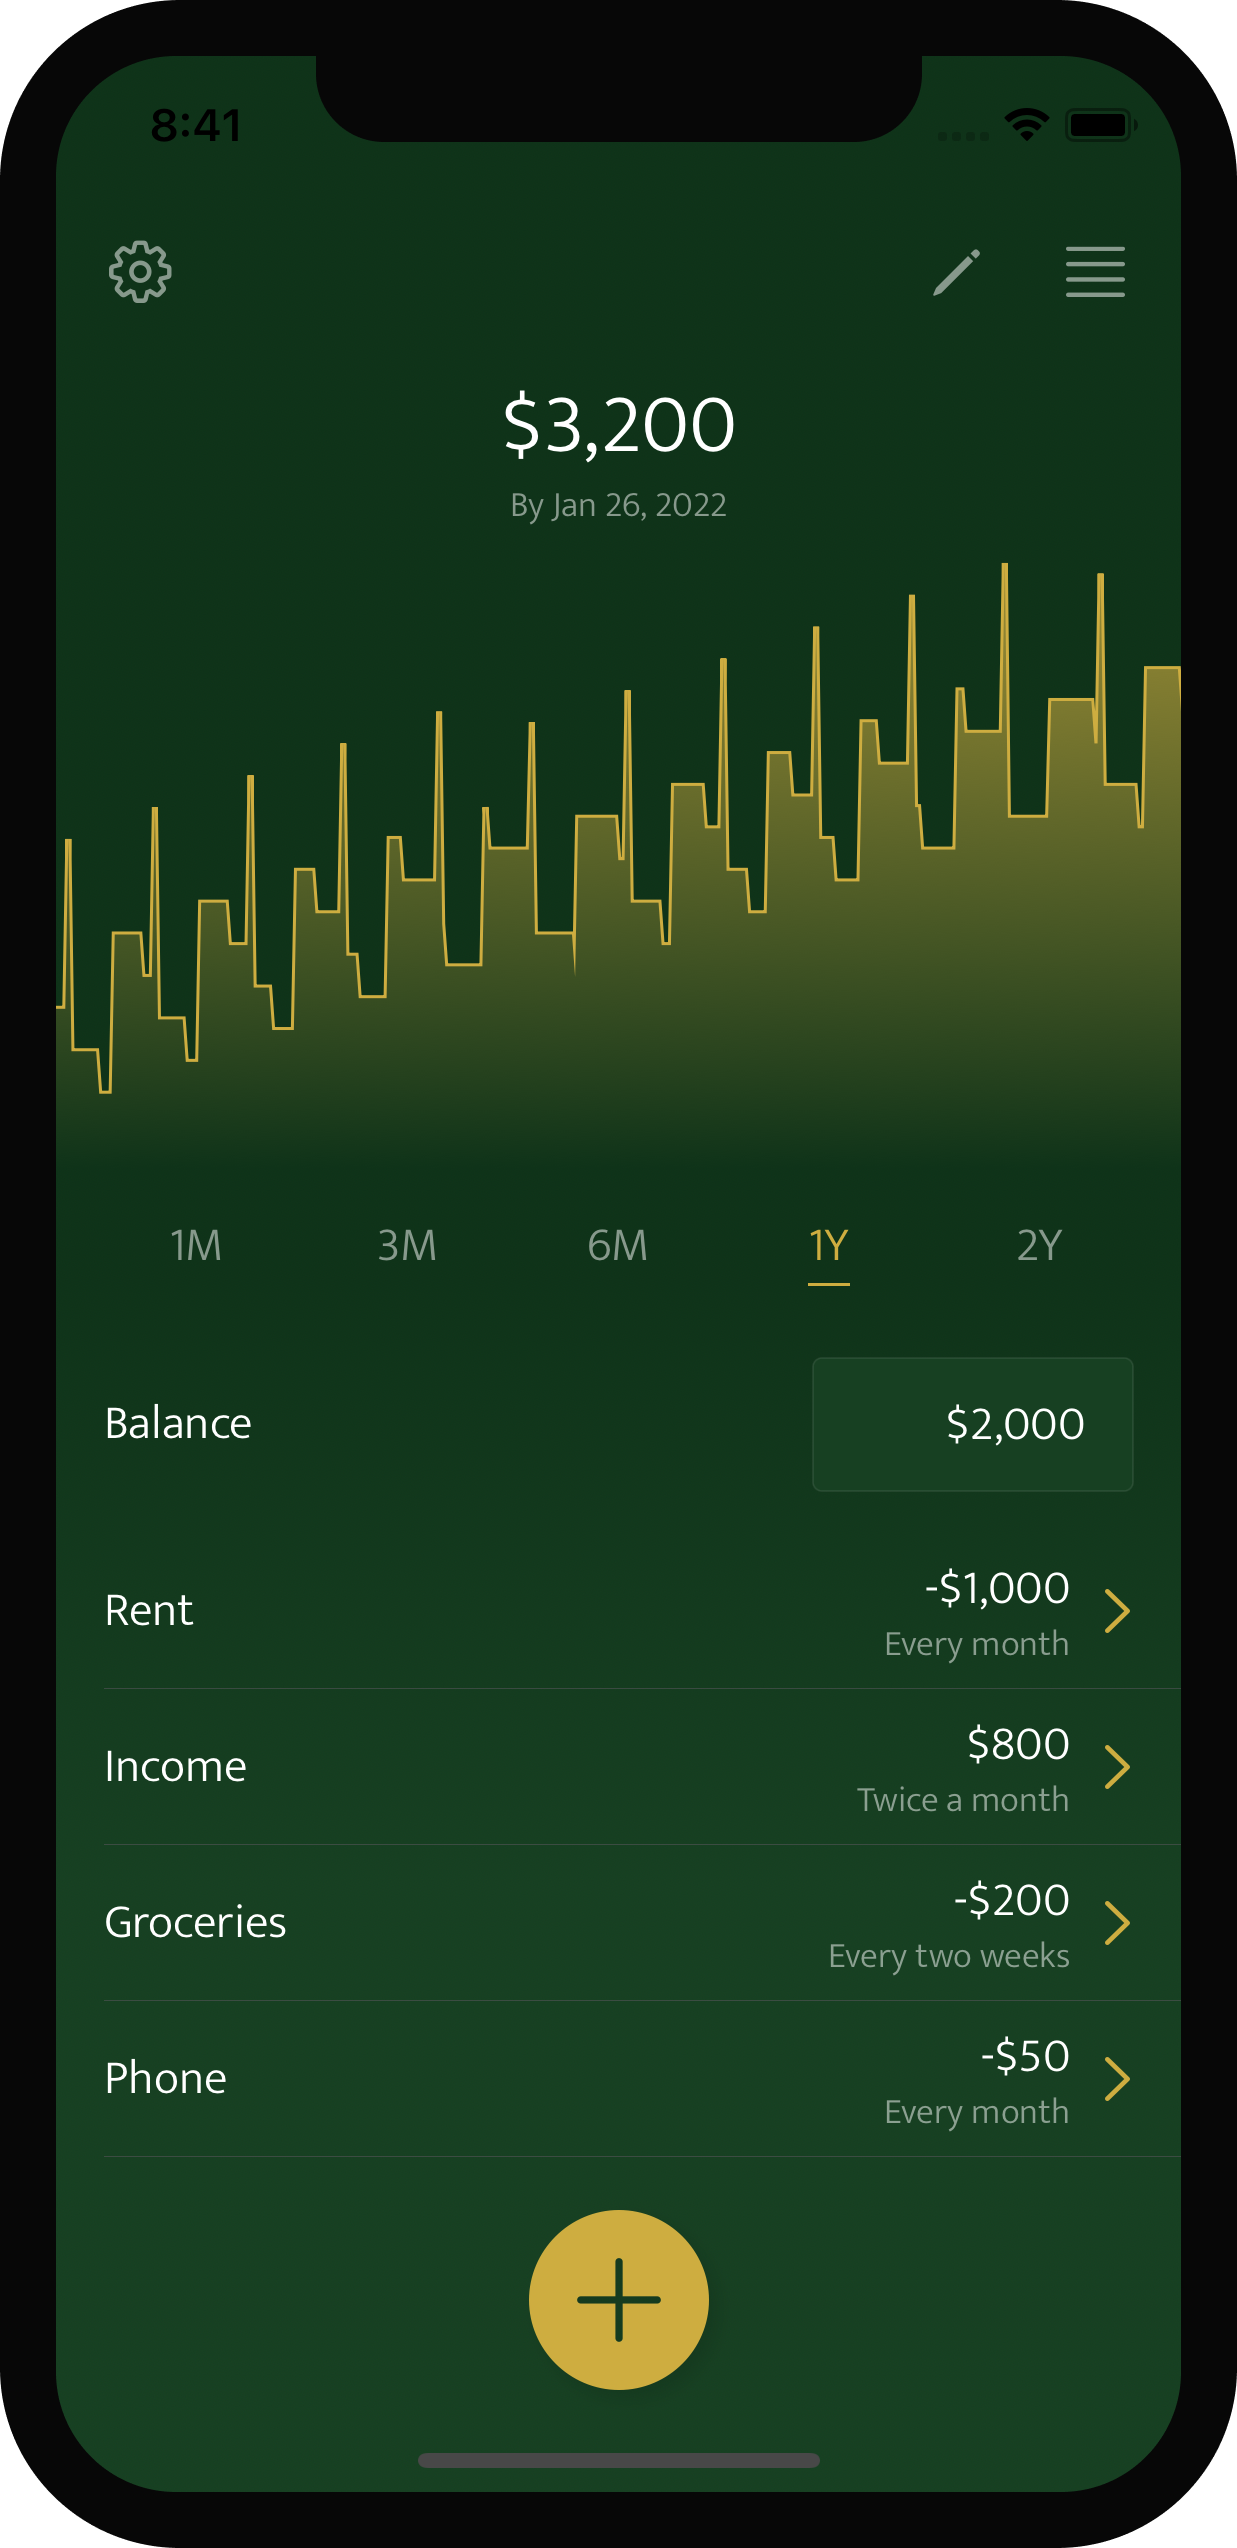 8:41
$3,200
By Jan 26, 2022
1M 3M 6M 1Y 2Y
Balance $2,000
Rent -$1,000
Every month
Income $800
Twice a month
Groceries -$200
Every two weeks
Phone -$50
Every month